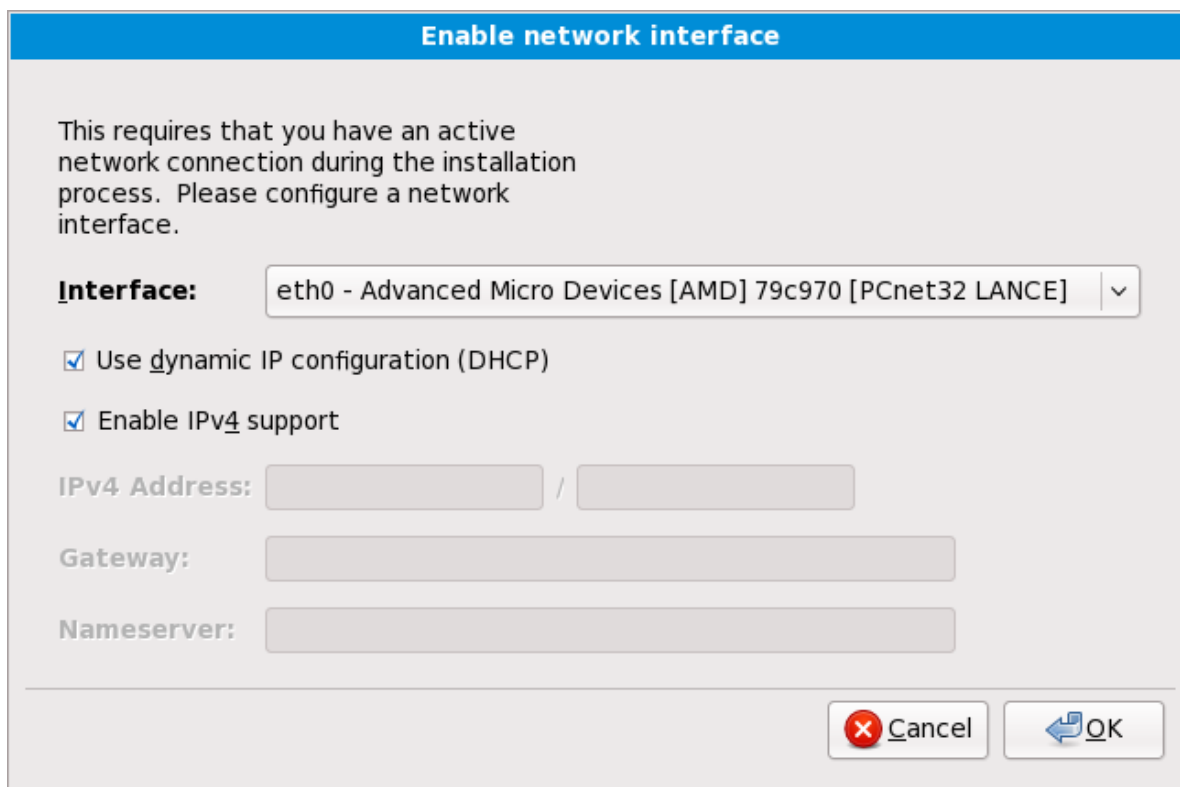 Enable network interface
This requires that you have an active
network connection during the installation
process.  Please configure a network
interface.
Interface: eth0 - Advanced Micro Devices [AMD] 79c970 [PCnet32 LANCE]
Use dynamic IP configuration (DHCP)
Enable IPv4 support
IPv4 Address: /
Gateway:
Nameserver:
Cancel OK